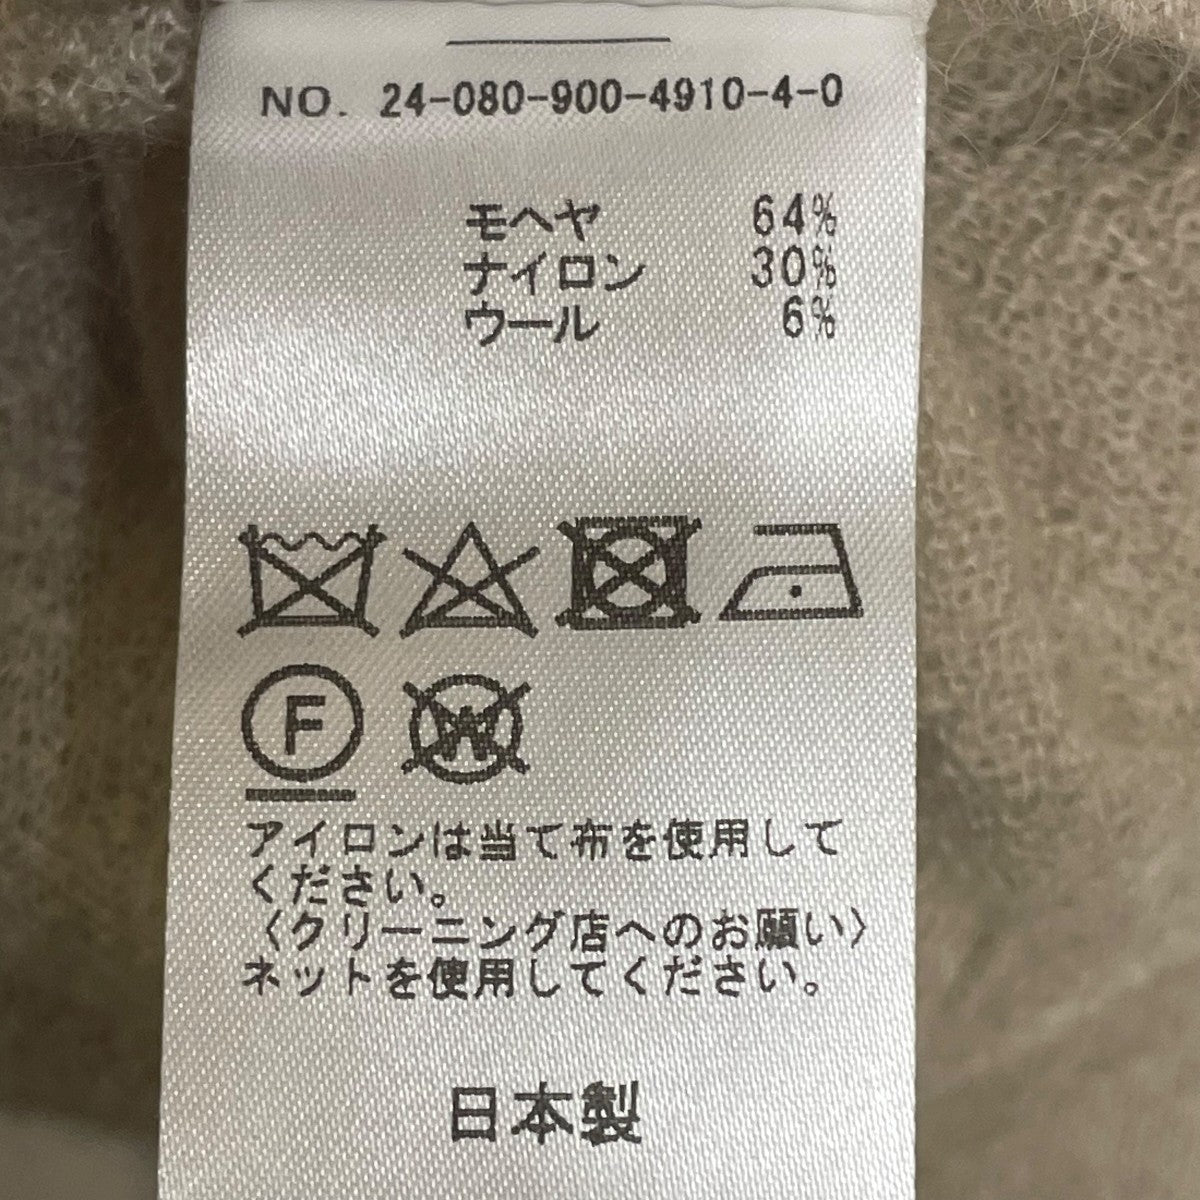 NO. 24-080-900-4910-4-0
モヘヤ 64%
ナイロン 30%
ウール 6%
F W
アイロンは当て布を使用して
ください。
〈クリーニング店へのお願い〉
ネットを使用してください。
日本製